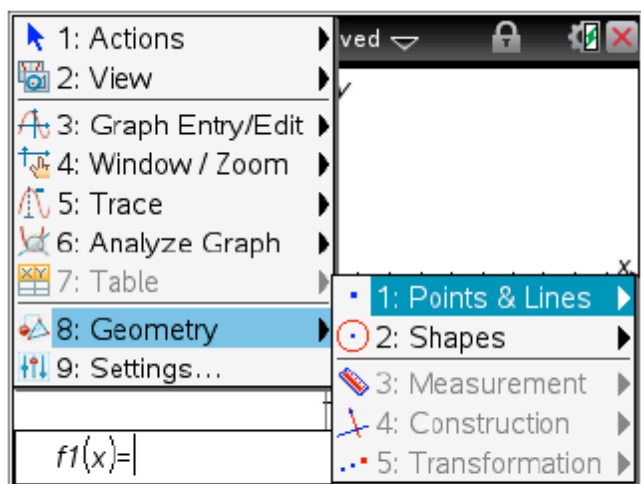 1: Actions
ved
2: View
y
3: Graph Entry/Edit
4: Window / Zoom
5: Trace
6: Analyze Graph
x
XY
7: Table
1: Points & Lines
8: Geometry
2: Shapes
9: Settings...
3: Measurement
4: Construction
f1(x)=
5: Transformation